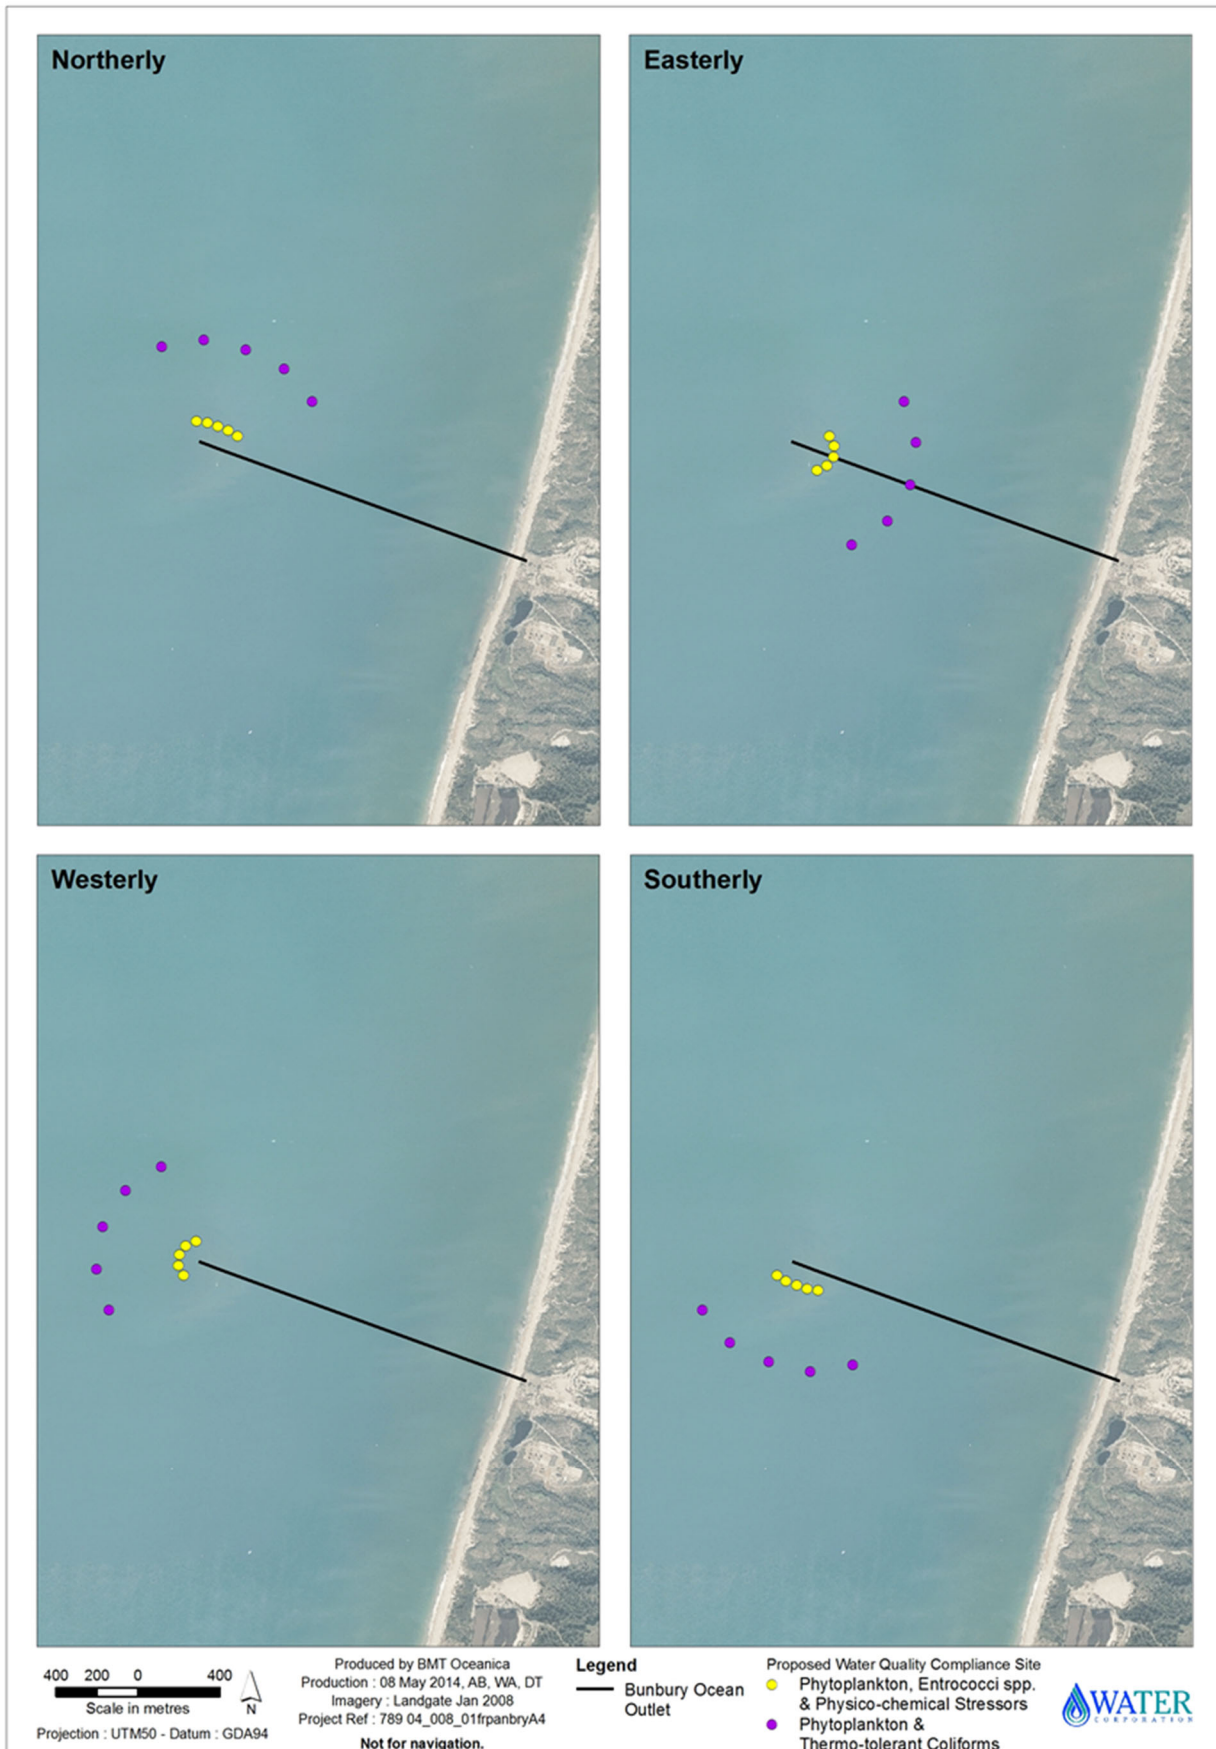 Northerly
Easterly
Westerly
Southerly
400 200 0 400
Scale in metres
Projection : UTM50 - Datum : GDA94
N
Produced by BMT Oceanica
Production : 08 May 2014, AB, WA, DT
Imagery : Landgate Jan 2008
Project Ref : 789 04_008_01frpanbryA4
Not for navigation.
Legend
Bunbury Ocean
Outlet
Proposed Water Quality Compliance Site
Phytoplankton, Entrococci spp.
& Physico-chemical Stressors
Phytoplankton &
Thermo-tolerant Coliforms
WATER
CORPORATION